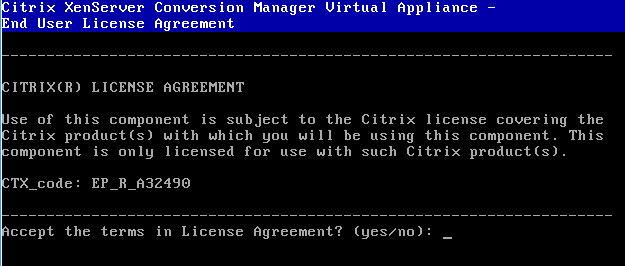 Citrix XenServer Conversion Manager Virtual Appliance -
End User License Agreement
--------------------------------------------------------------------
CITRIX(R) LICENSE AGREEMENT
Use of this component is subject to the Citrix license covering the
Citrix product(s) with which you will be using this component. This
component is only licensed for use with such Citrix product(s).
CTX_code: EP_R_A32490
--------------------------------------------------------------------
Accept the terms in License Agreement? (yes/no): _